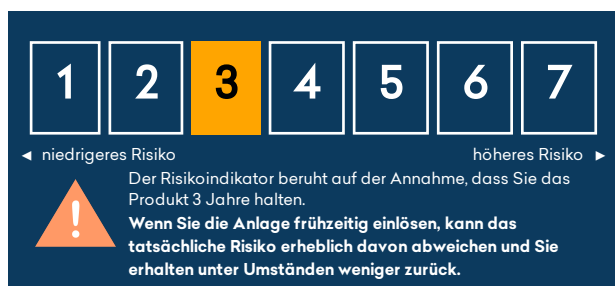 1 2 3 4 5 6 7
◄ niedrigeres Risiko höheres Risiko ►
Der Risikoindikator beruht auf der Annahme, dass Sie das
Produkt 3 Jahre halten.
Wenn Sie die Anlage frühzeitig einlösen, kann das
tatsächliche Risiko erheblich davon abweichen und Sie
erhalten unter Umständen weniger zurück.